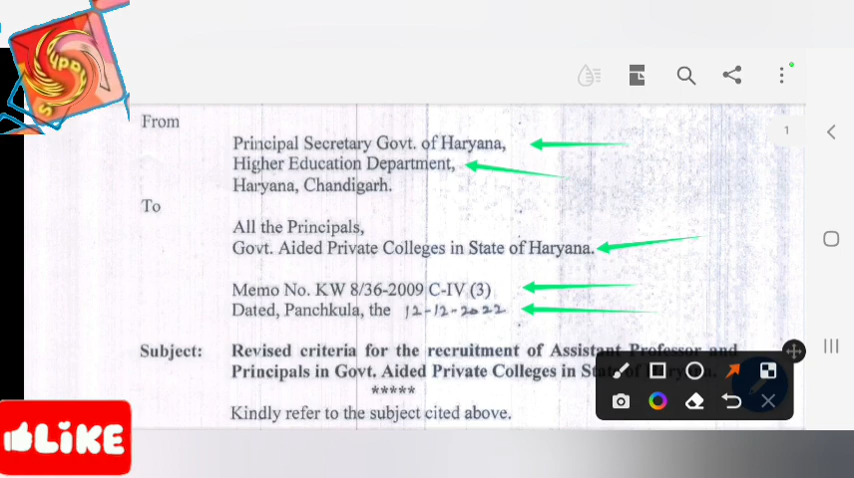 SUPP
From
Principal Secretary Govt. of Haryana,
Higher Education Department,
Haryana, Chandigarh.
To
All the Principals,
Govt. Aided Private Colleges in State of Haryana.
Memo No. KW 8/36-2009 C-IV (3)
Dated, Panchkula, the 12-12-2022
Subject: Revised criteria for the recruitment of Assistant Professor and
Principals in Govt. Aided Private Colleges in
*****
Kindly refer to the subject cited above.
1
LIKE